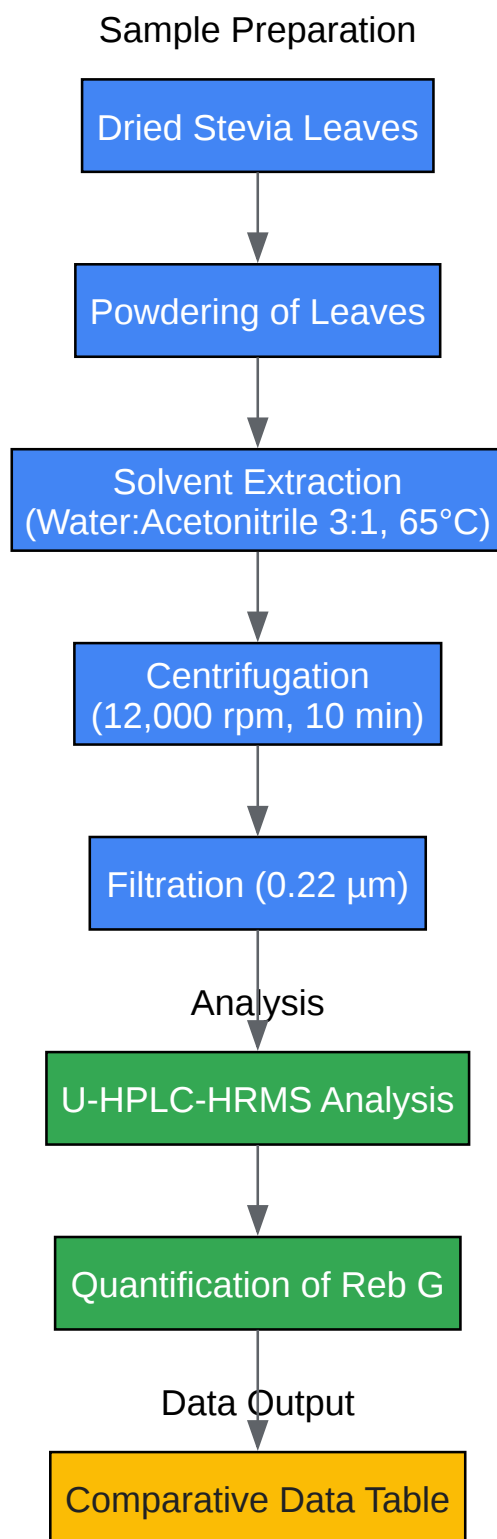 Sample Preparation
Dried Stevia Leaves
Powdering of Leaves
Solvent Extraction
(Water:Acetonitrile 3:1, 65°C)
Centrifugation
(12,000 rpm, 10 min)
Filtration (0.22 µm)
Analysis
U-HPLC-HRMS Analysis
Quantification of Reb G
Data Output
Comparative Data Table